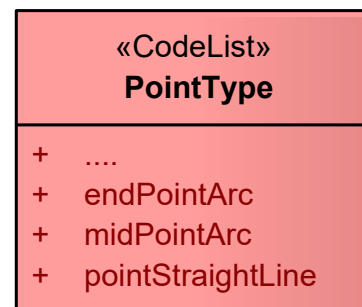 «CodeList»
PointType
+ ....
+ endPointArc
+ midPointArc
+ pointStraightLine